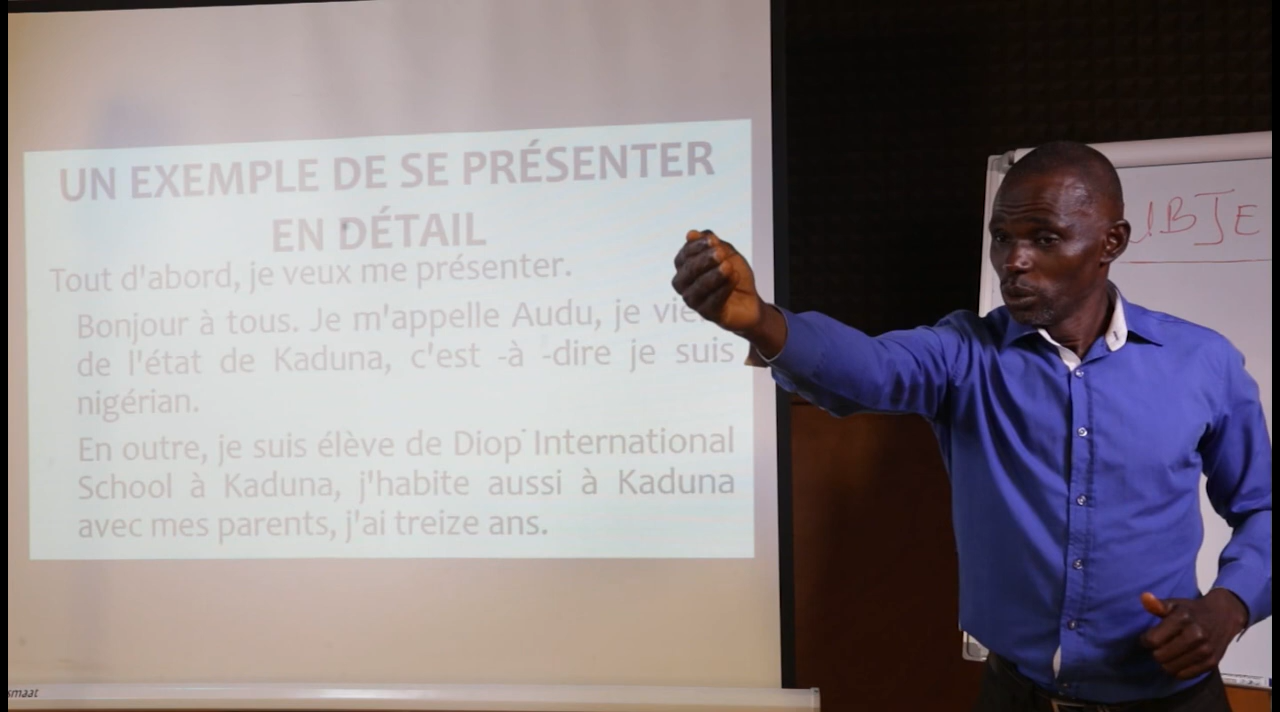 UN EXEMPLE DE SE PRÉSENTER
EN DÉTAIL
Tout d'abord, je veux me présenter.
Bonjour à tous. Je m'appelle Audu, je
de l'état de Kaduna, c'est -à -dire je suis
nigérian.
En outre, je suis élève de Diop International
School à Kaduna, j'habite aussi à Kaduna
avec mes parents, j'ai treize ans.
smaat